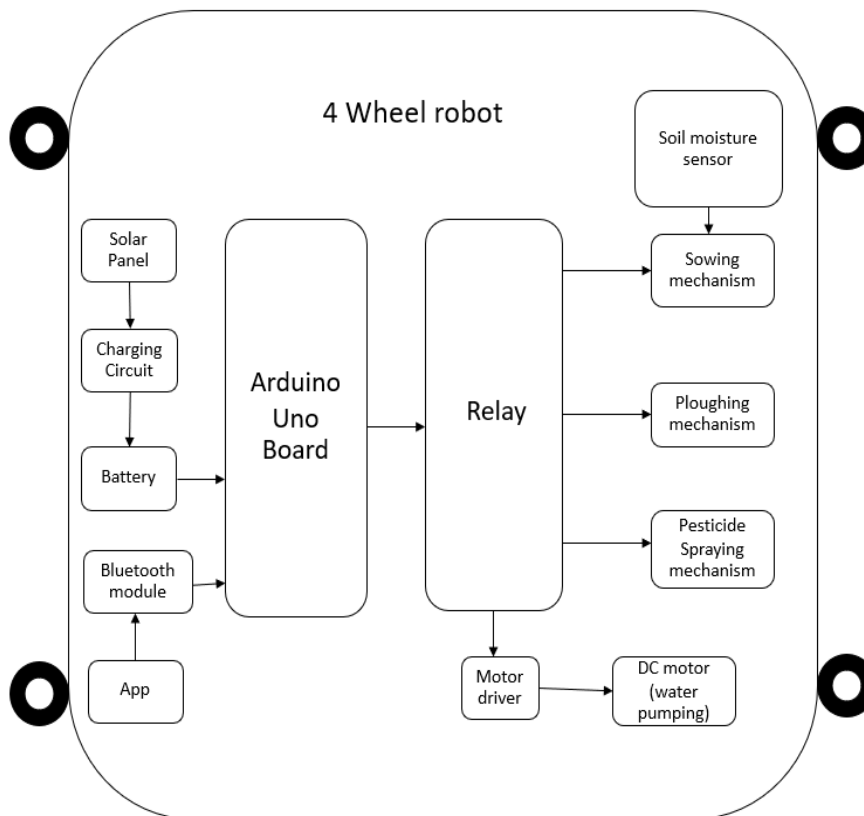 4 Wheel robot
Soil moisture
sensor
Solar
Panel
Sowing
mechanism
Charging
Circuit
Arduino
Uno
Board
Relay
Ploughing
mechanism
Battery
Pesticide
Spraying
mechanism
Bluetooth
module
App
Motor
driver
DC motor
(water
pumping)